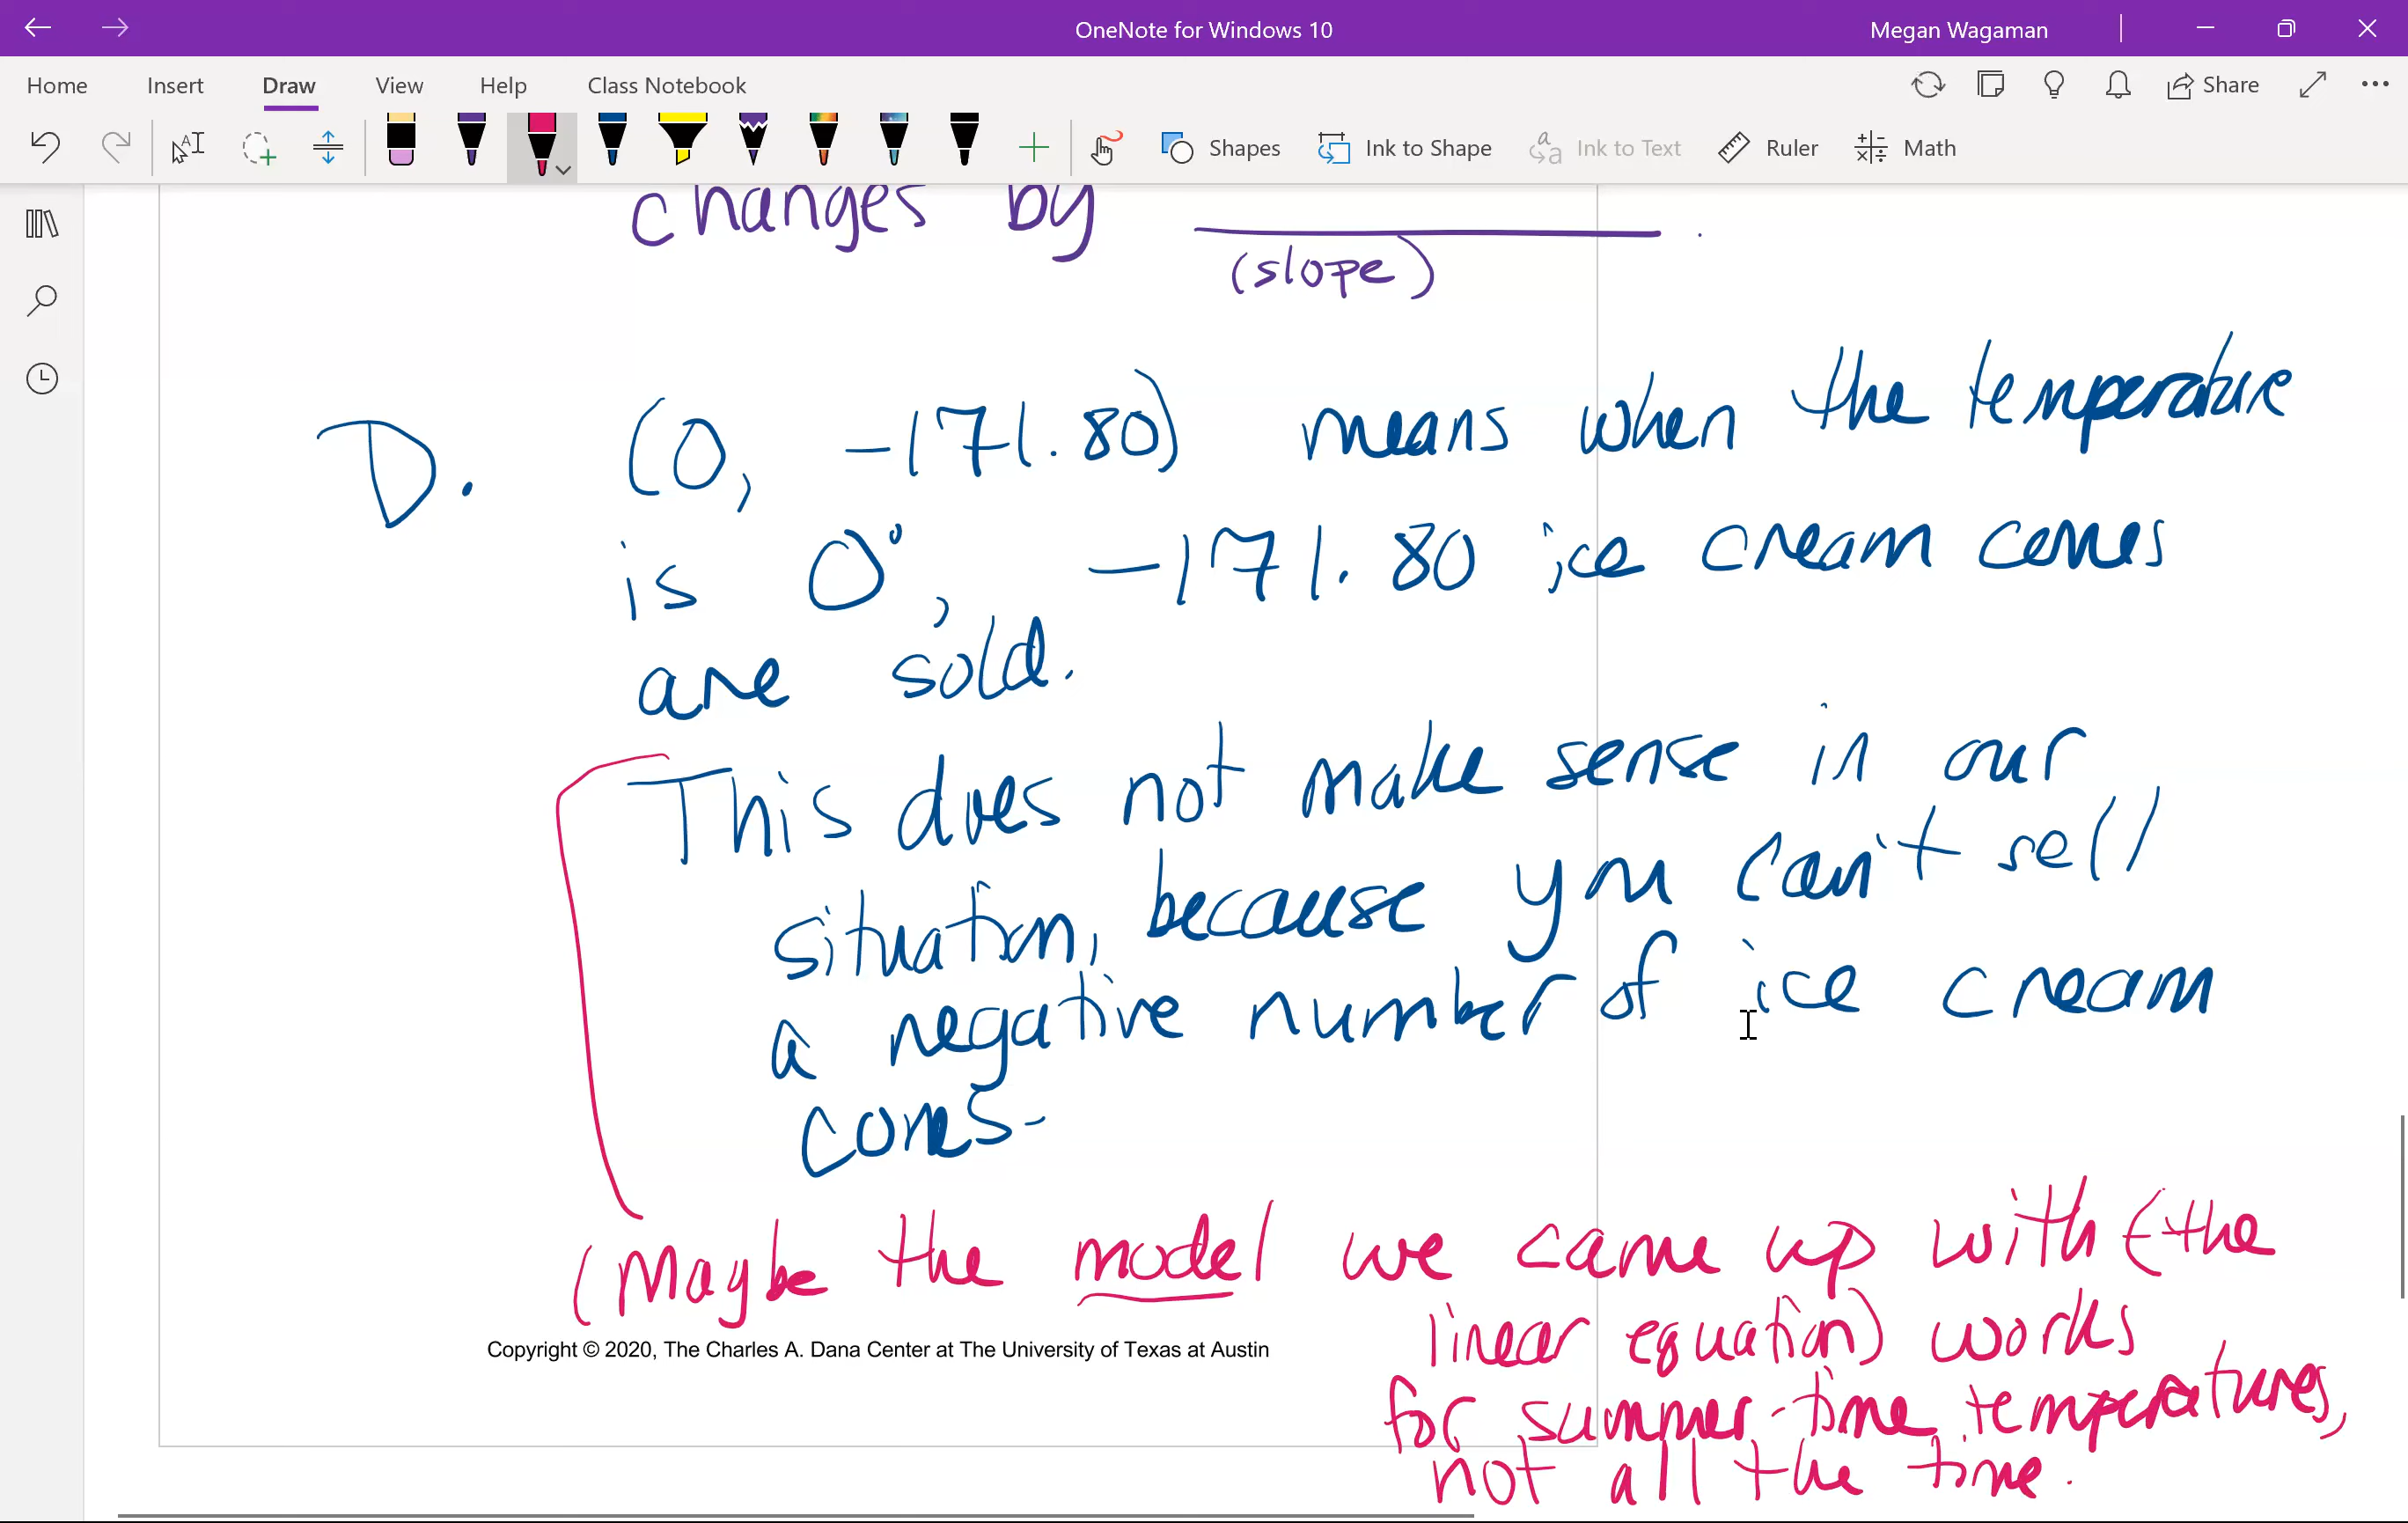 OneNote for Windows 10
Megan Wagaman
Home Insert Draw View Help Class Notebook Share
Shapes Ink to Shape Ink to Text Ruler Math
changes by ________ .
(slope)
D. (0, -171.80) means when the temperature
is 0°, -171.80 ice cream cones
are sold.
This does not make sense in our
situation, because you can't sell
a negative number of ice cream
cones.
(Maybe the model we came up with (the
linear equation) works
for summer-time temperatures,
not all the time.
Copyright © 2020, The Charles A. Dana Center at The University of Texas at Austin